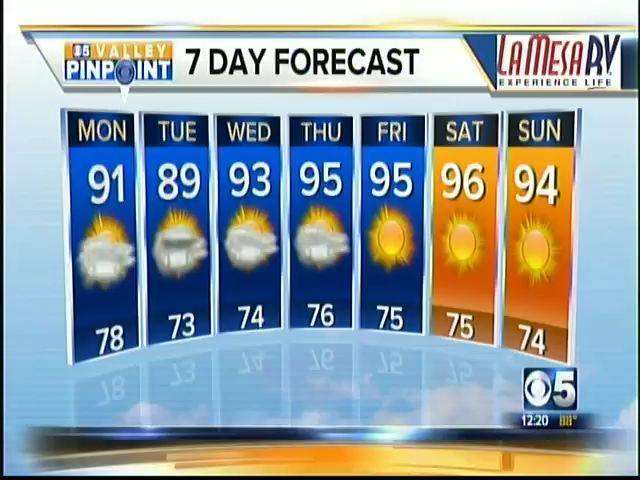 5 VALLEY
PINPOINT
7 DAY FORECAST
LA MESA RV
EXPERIENCE LIFE
MON TUE WED THU FRI SAT SUN
91 89 93 95 95 96 94
78 73 74 76 75 75 74
5
12:20 88°